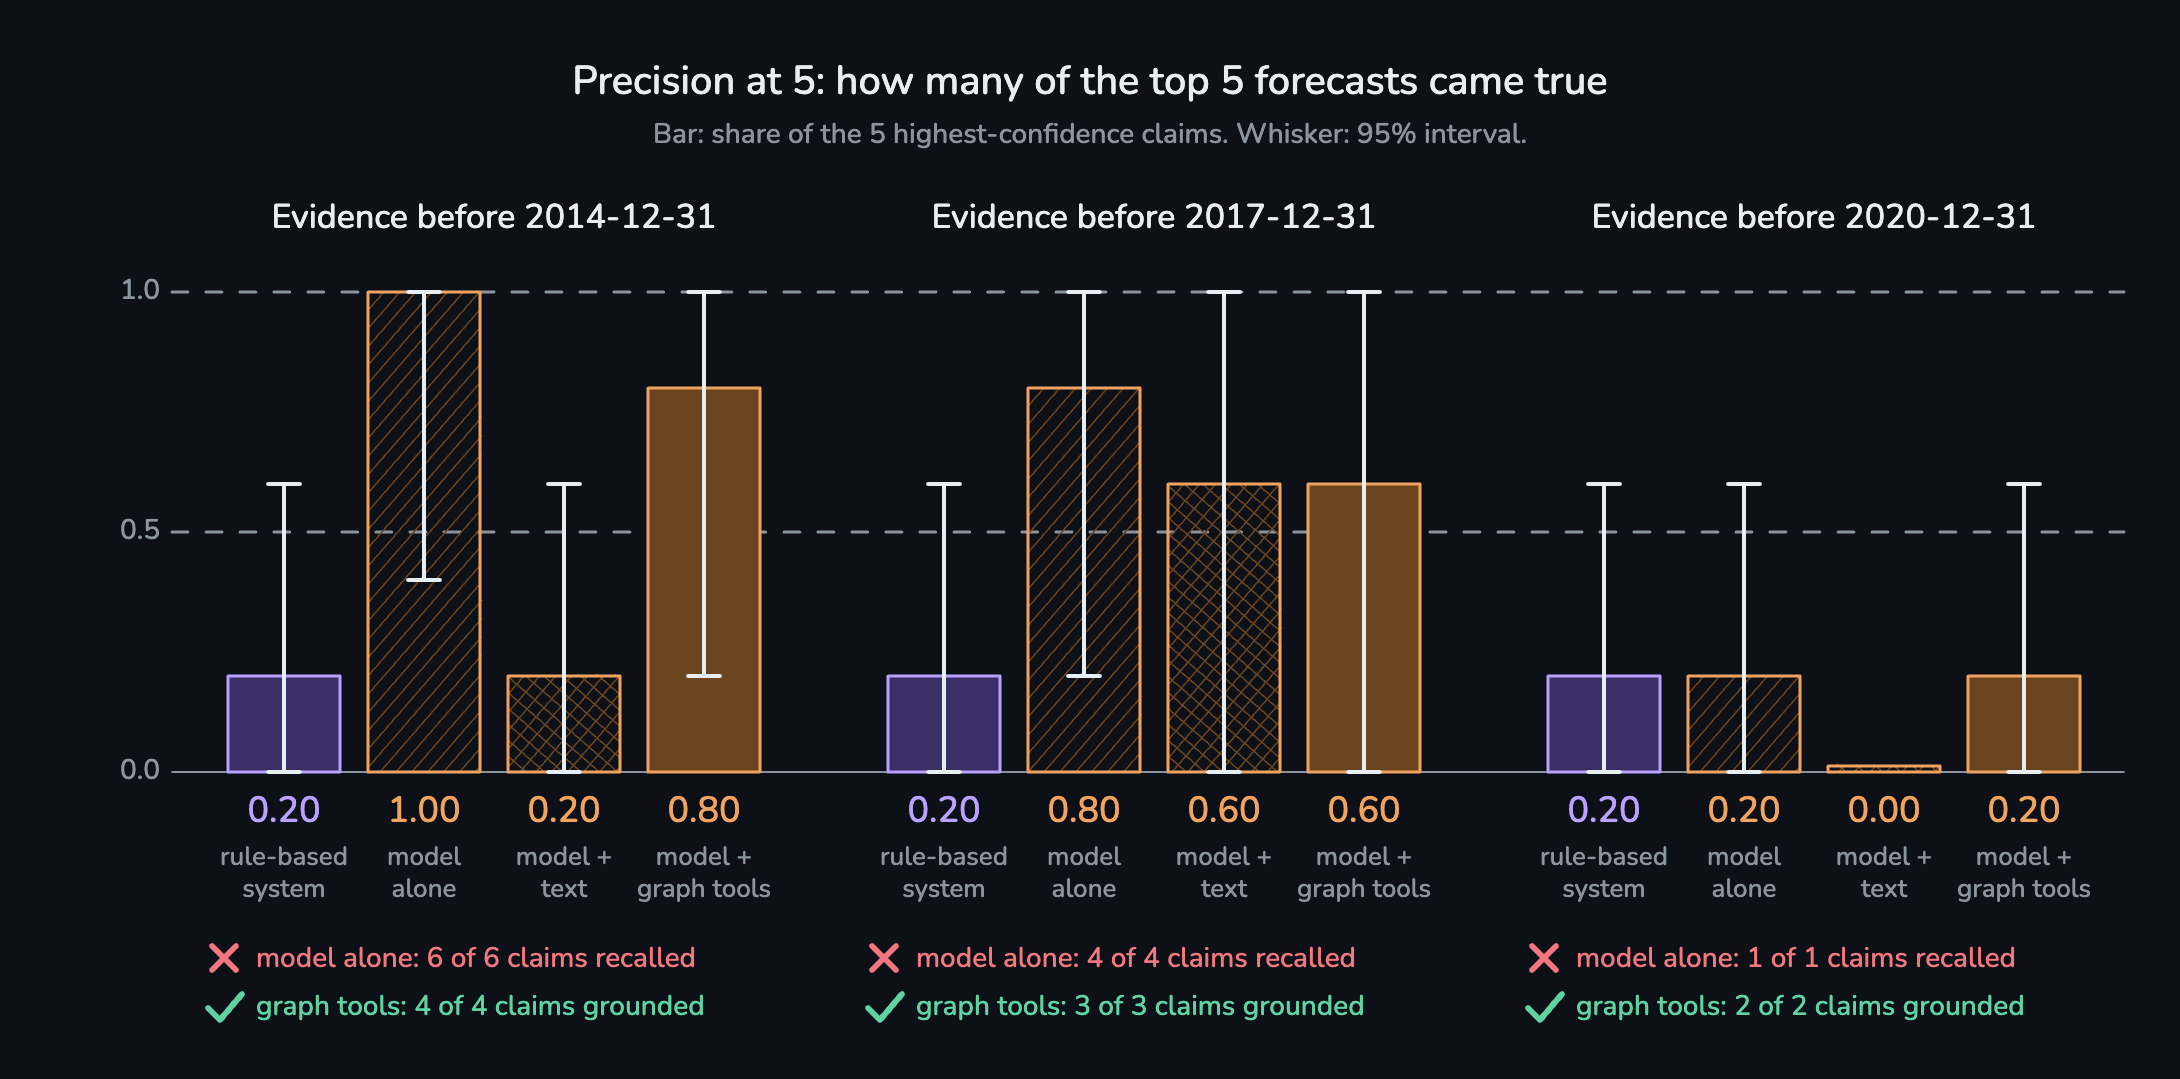 Precision at 5: how many of the top 5 forecasts came true
Bar: share of the 5 highest-confidence claims. Whisker: 95% interval.
Evidence before 2014-12-31
Evidence before 2017-12-31
Evidence before 2020-12-31
1.0
0.5
0.0
0.20
1.00
0.20
0.80
rule-based
system
model
alone
model +
text
model +
graph tools
0.20
0.80
0.60
0.60
rule-based
system
model
alone
model +
text
model +
graph tools
0.20
0.20
0.00
0.20
rule-based
system
model
alone
model +
text
model +
graph tools
model alone: 6 of 6 claims recalled
graph tools: 4 of 4 claims grounded
model alone: 4 of 4 claims recalled
graph tools: 3 of 3 claims grounded
model alone: 1 of 1 claims recalled
graph tools: 2 of 2 claims grounded